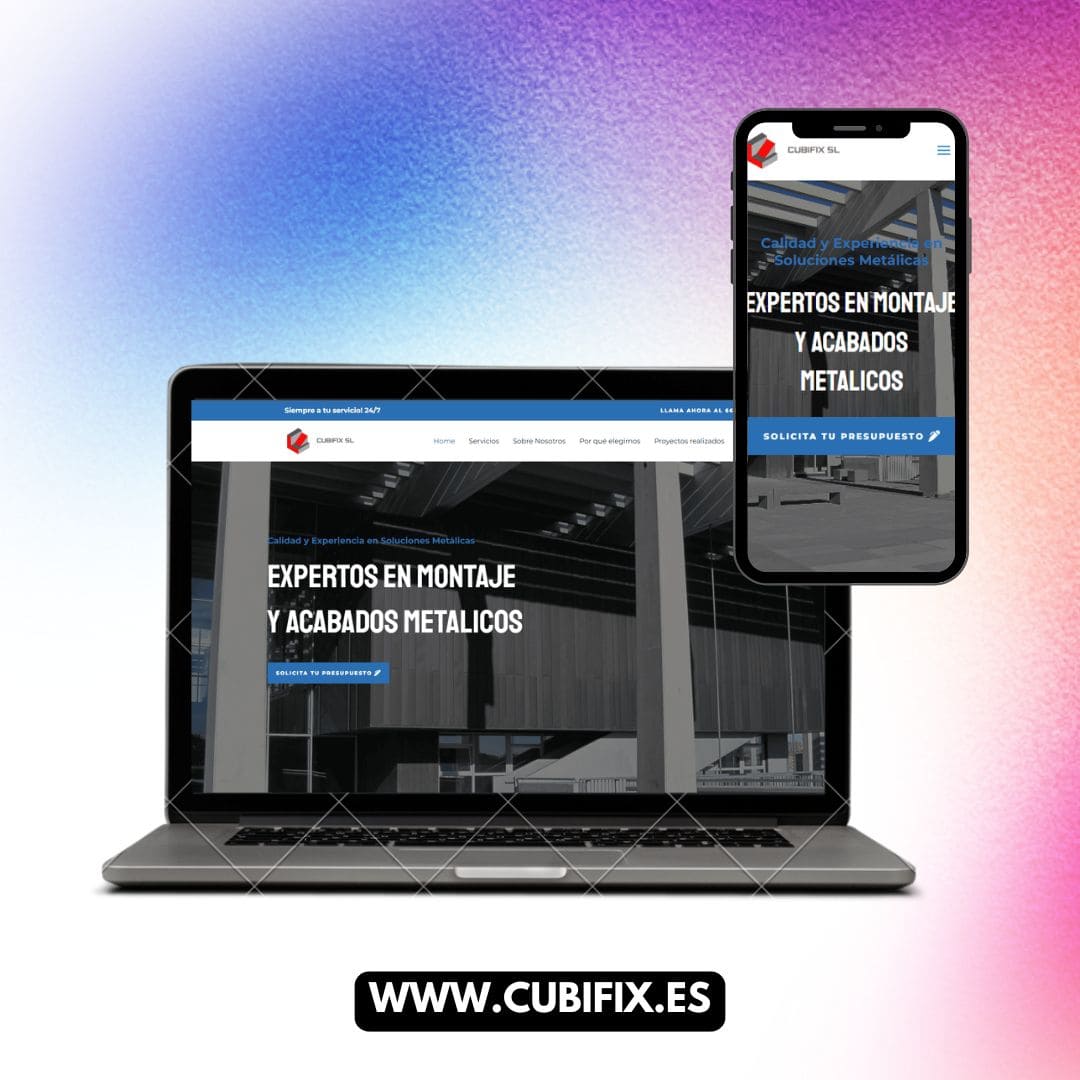 CUBIFIX SL
Calidad y Experiencia en
Soluciones Metálicas
EXPERTOS EN MONTAJE
Y ACABADOS
METALICOS
SOLICITA TU PRESUPUESTO
Siempre a tu servicio! 24/7
LLAMA AHORA AL 66
CUBIFIX SL
Home Servicios Sobre Nosotros Por qué elegirnos Proyectos realizados
Calidad y Experiencia en Soluciones Metálicas
EXPERTOS EN MONTAJE
Y ACABADOS METALICOS
SOLICITA TU PRESUPUESTO
WWW.CUBIFIX.ES